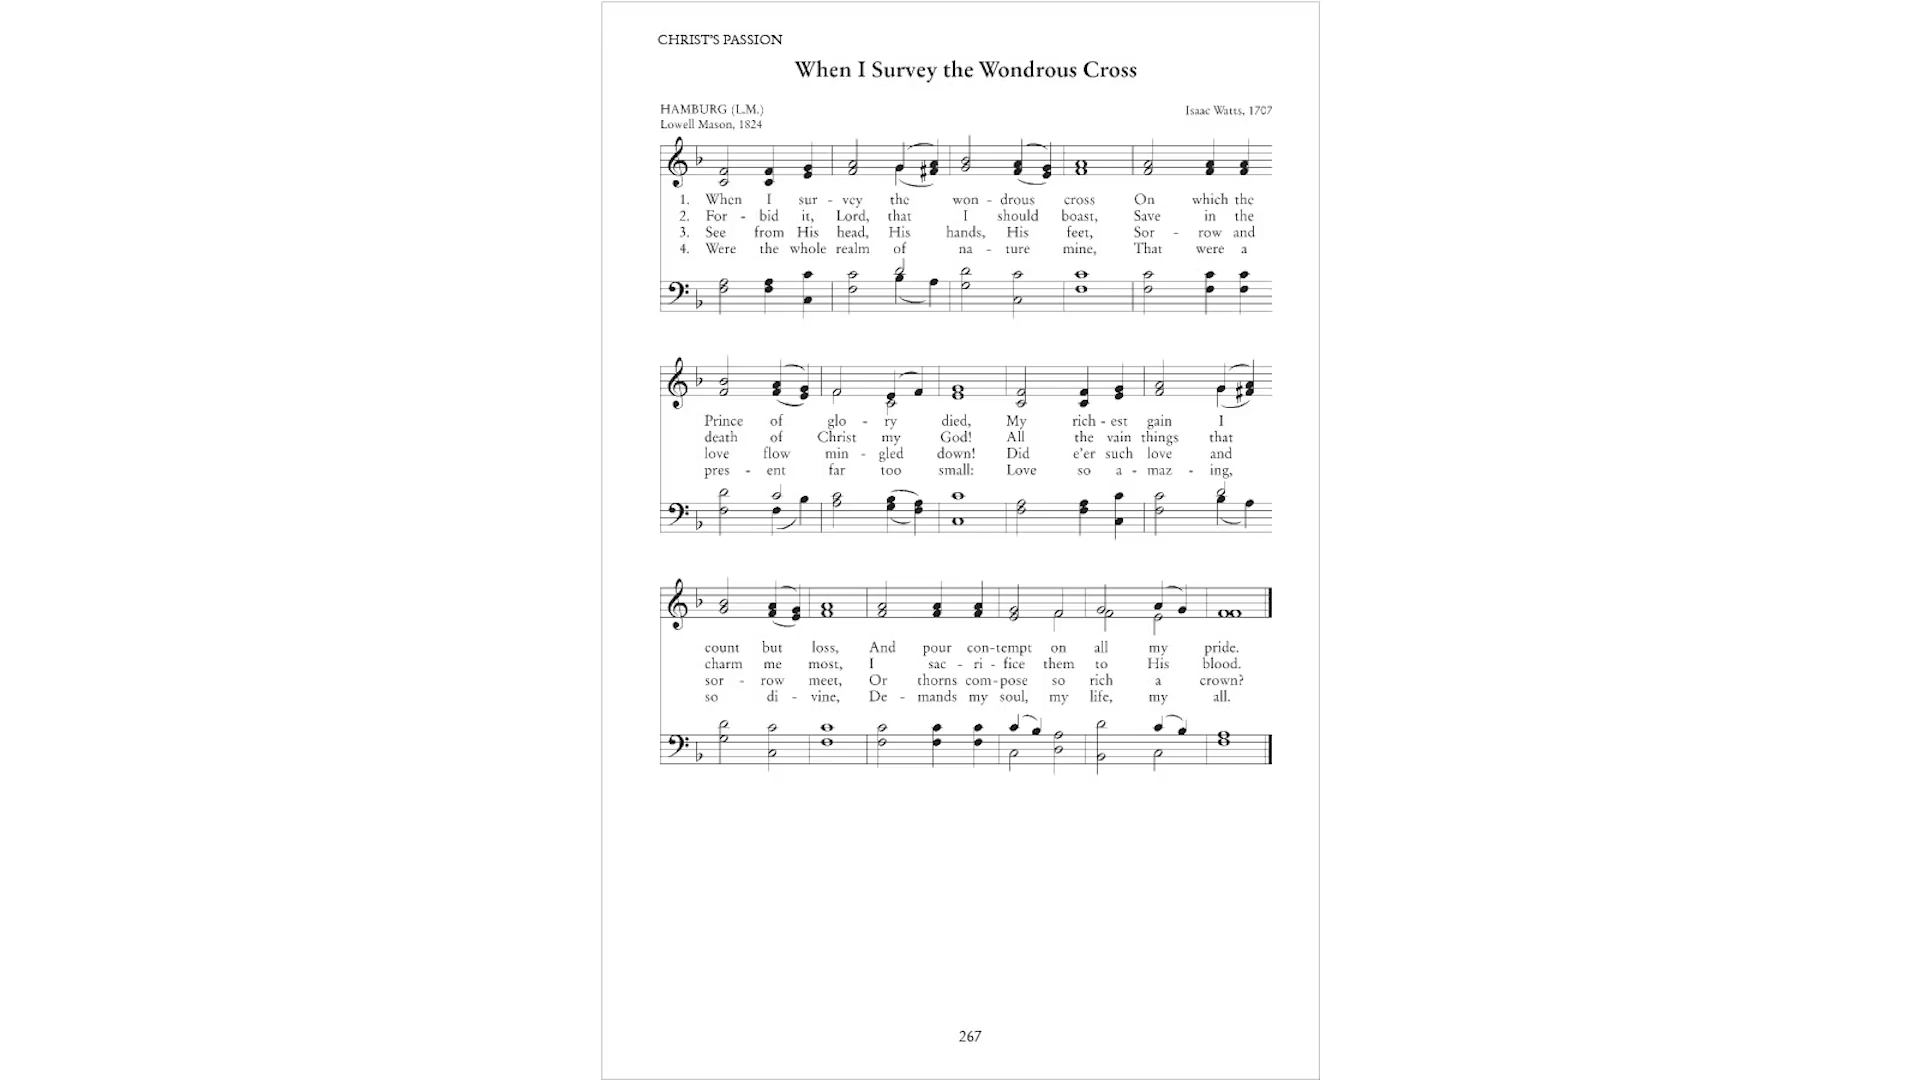 CHRIST'S PASSION
When I Survey the Wondrous Cross
HAMBURG (L.M.)
Isaac Watts, 1707
Lowell Mason, 1824
1. When I sur - vey the won - drous cross On which the
2. For - bid it, Lord, that I should boast, Save in the
3. See from His head, His hands, His feet, Sor - row and
4. Were the whole realm of na - ture mine, That were a
Prince of glo - ry died, My rich - est gain I
death of Christ my God! All the vain things that
love flow min - gled down! Did e'er such love and
pres - ent far too small: Love so a - maz - ing,
count but loss, And pour con-tempt on all my pride.
charm me most, I sac - ri - fice them to His blood.
sor - row meet, Or thorns com-pose so rich a crown?
so di - vine, De - mands my soul, my life, my all.
267